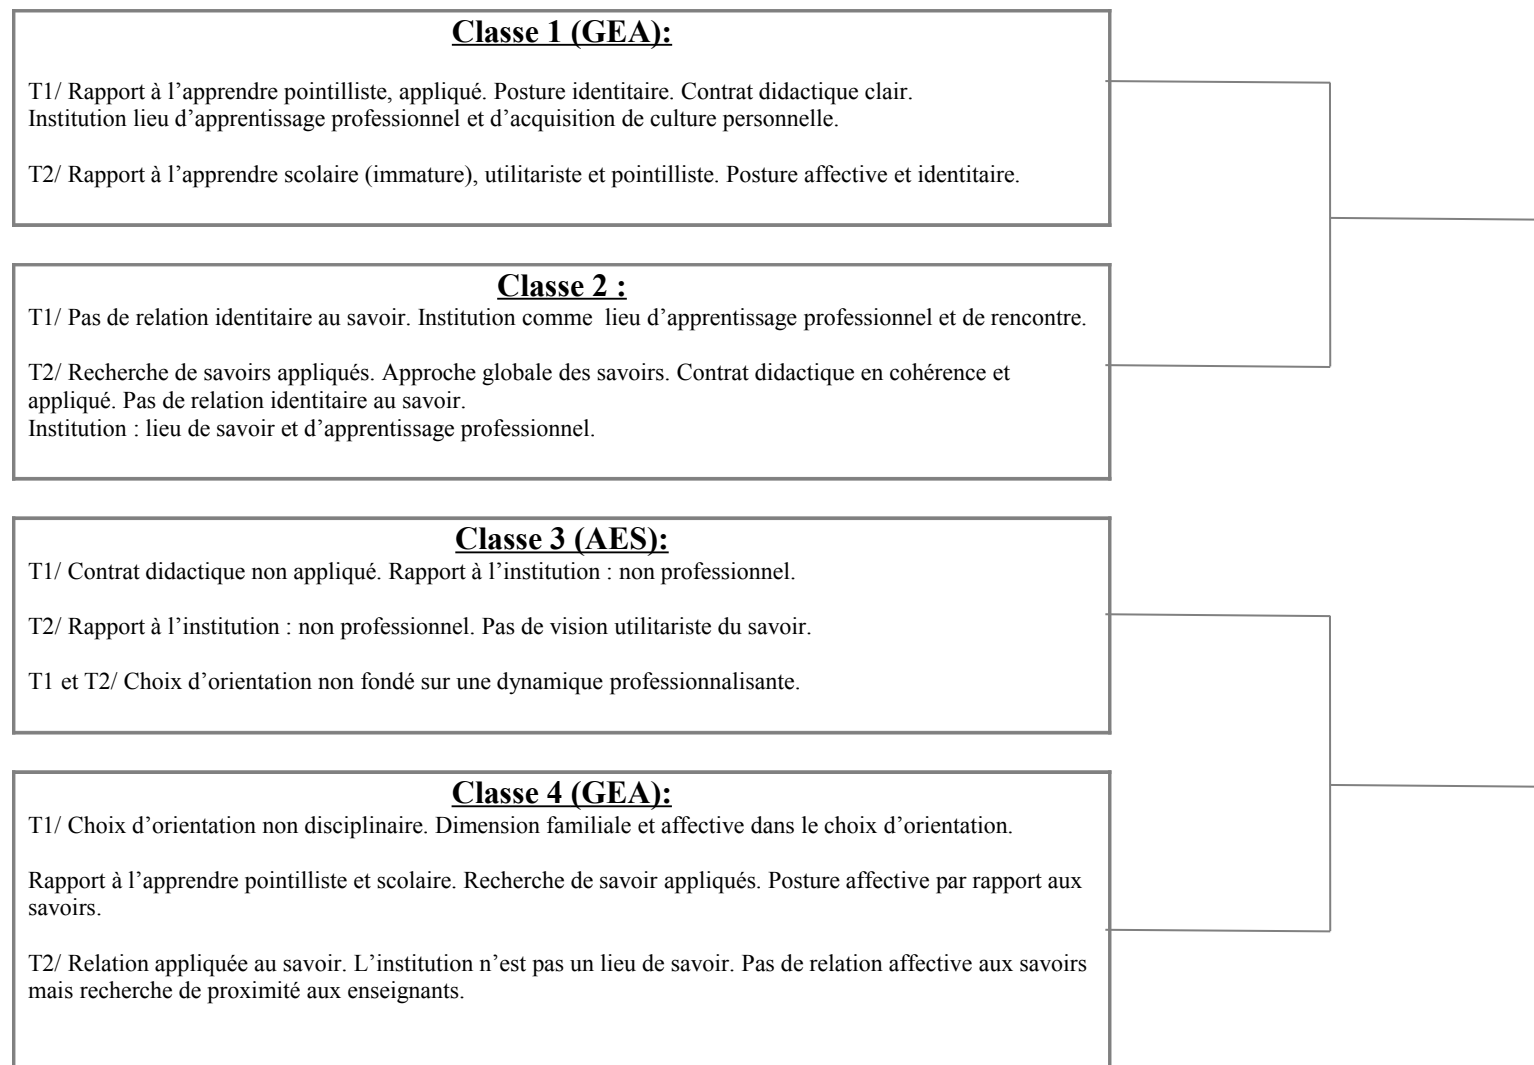 Classe 1 (GEA):
T1/ Rapport à l’apprendre pointilliste, appliqué. Posture identitaire. Contrat didactique clair.
Institution lieu d’apprentissage professionnel et d’acquisition de culture personnelle.
T2/ Rapport à l’apprendre scolaire (immature), utilitariste et pointilliste. Posture affective et identitaire.
Classe 2 :
T1/ Pas de relation identitaire au savoir. Institution comme lieu d’apprentissage professionnel et de rencontre.
T2/ Recherche de savoirs appliqués. Approche globale des savoirs. Contrat didactique en cohérence et
appliqué. Pas de relation identitaire au savoir.
Institution : lieu de savoir et d’apprentissage professionnel.
Classe 3 (AES):
T1/ Contrat didactique non appliqué. Rapport à l’institution : non professionnel.
T2/ Rapport à l’institution : non professionnel. Pas de vision utilitariste du savoir.
T1 et T2/ Choix d’orientation non fondé sur une dynamique professionnalisante.
Classe 4 (GEA):
T1/ Choix d’orientation non disciplinaire. Dimension familiale et affective dans le choix d’orientation.
Rapport à l’apprendre pointilliste et scolaire. Recherche de savoir appliqués. Posture affective par rapport aux
savoirs.
T2/ Relation appliquée au savoir. L’institution n’est pas un lieu de savoir. Pas de relation affective aux savoirs
mais recherche de proximité aux enseignants.